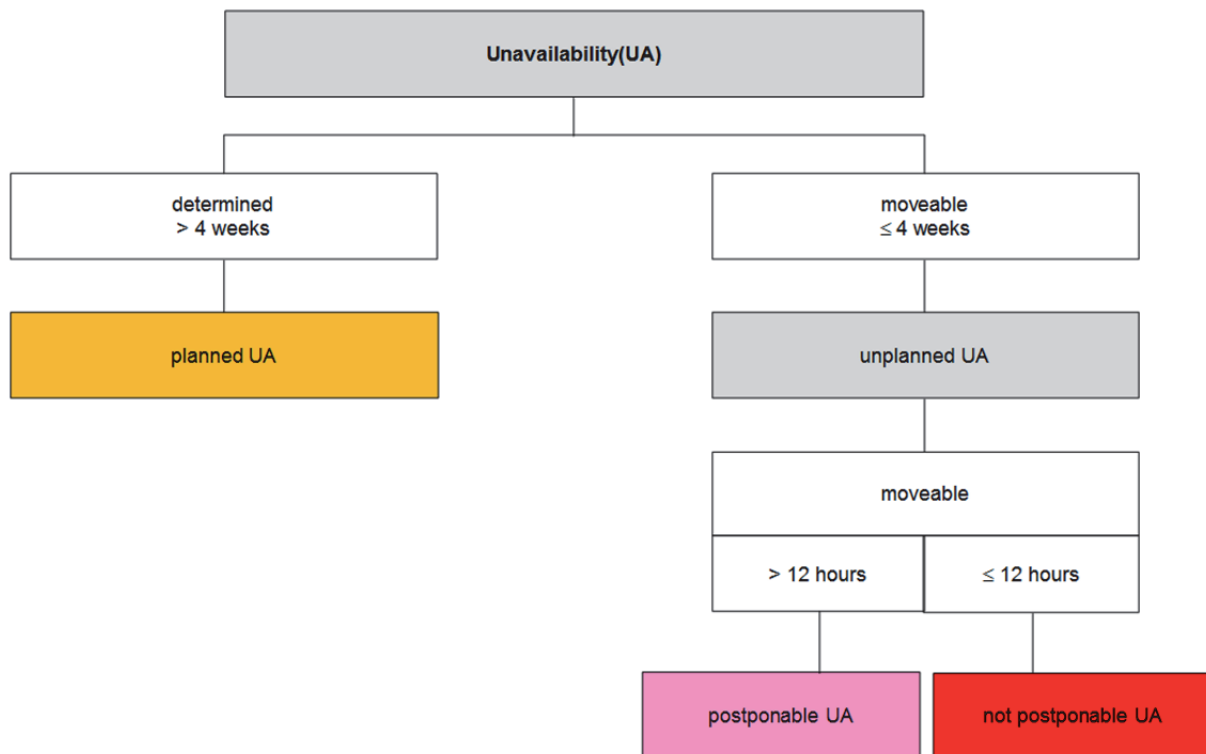 Unavailability(UA)
determined
> 4 weeks
moveable
≤ 4 weeks
planned UA
unplanned UA
moveable
> 12 hours
≤ 12 hours
postponable UA
not postponable UA